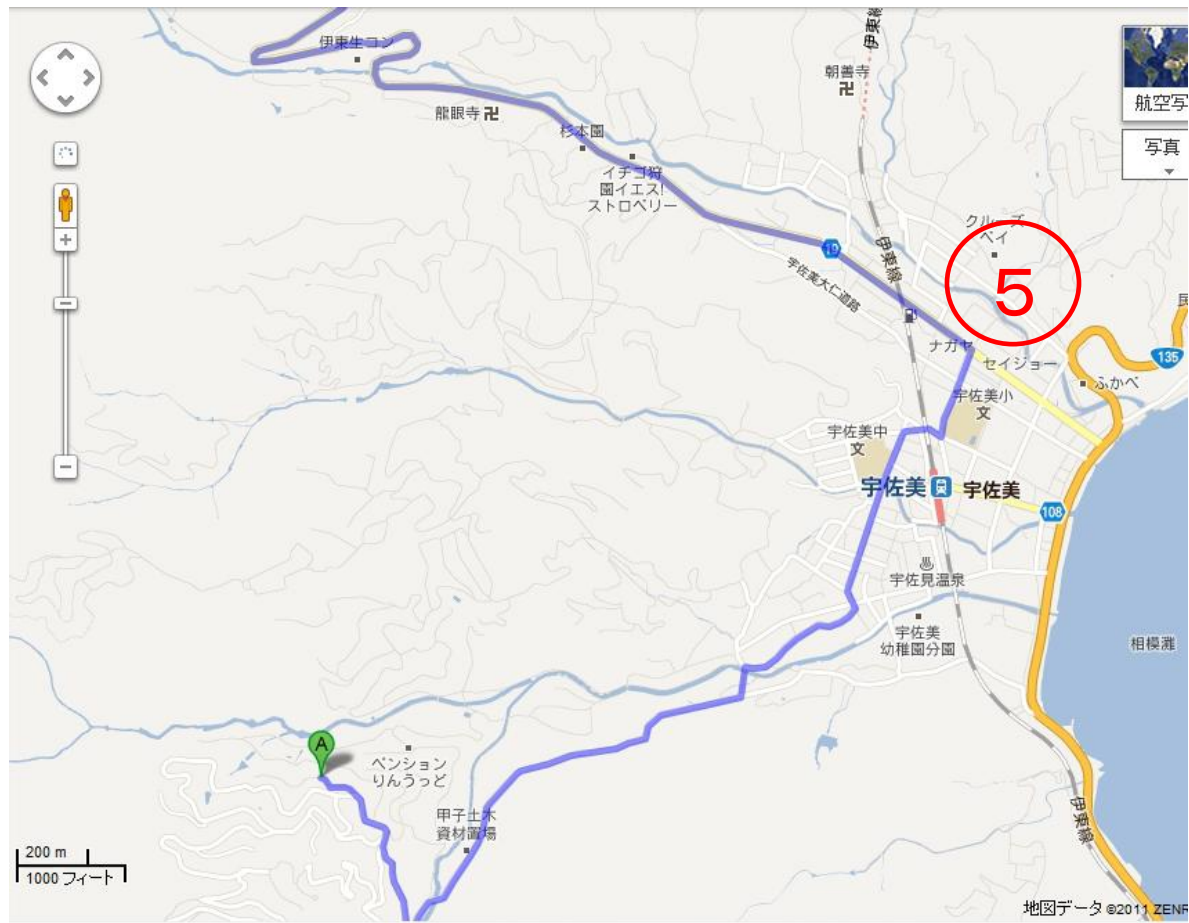 伊東線
伊東生コン
朝善寺
航空写
龍眼寺
杉本園
写真
イチゴ狩
園イエス!
ストロベリー
クルーズ
ベイ
19
伊東線
宇佐美大仁道路
5
ナガヤ
セイジョー
135
ふかべ
宇佐美小
文
宇佐美中
文
宇佐美
宇佐美
108
宇佐見温泉
宇佐美
幼稚園分園
相模灘
A
ペンション
りんうっど
甲子土木
資材置場
伊東線
200 m
1000 フィート
地図データ ©2011 ZENR